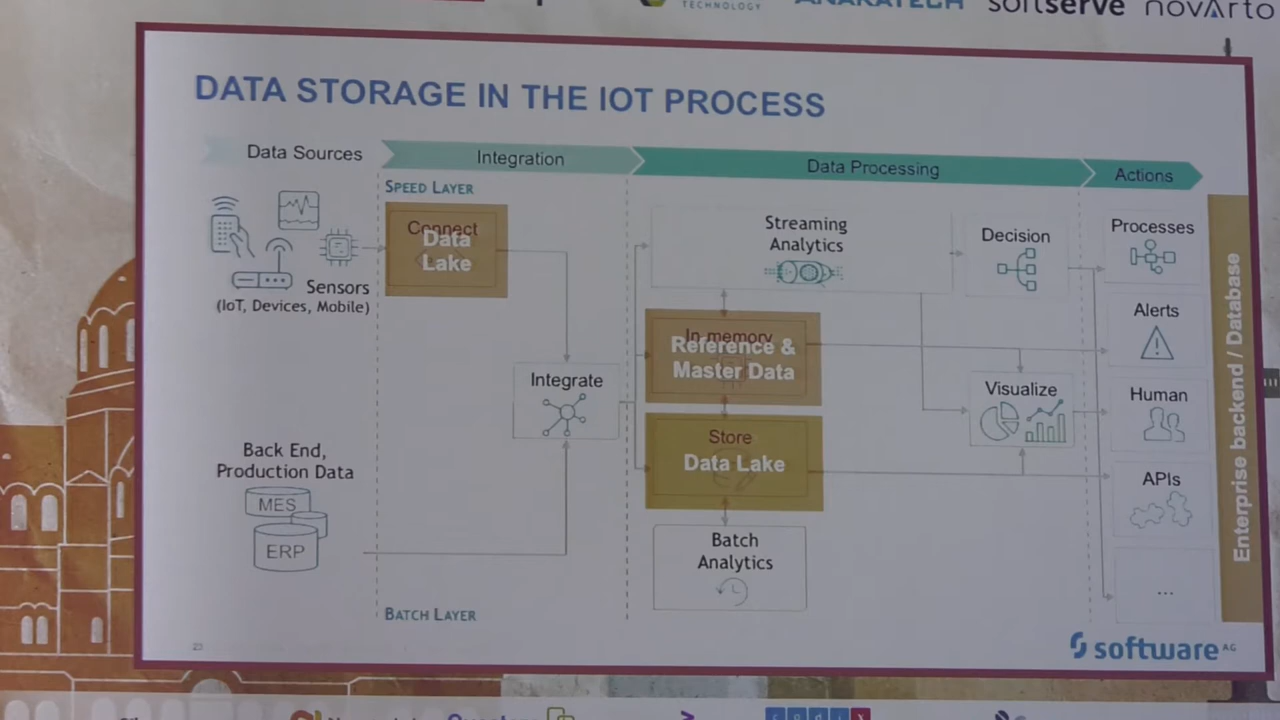 TECHNOLOGY
ANARATECH
softserve
novArto
DATA STORAGE IN THE IOT PROCESS
Data Sources
Integration
Data Processing
Actions
SPEED LAYER
Connect
Data
Lake
Sensors
(IoT, Devices, Mobile)
Streaming
Analytics
Decision
Processes
Alerts
In-memory
Reference &
Master Data
Integrate
Visualize
Human
Store
Data Lake
Back End,
Production Data
MES
ERP
APIs
Batch
Analytics
...
BATCH LAYER
Enterprise backend / Database
23
software AG